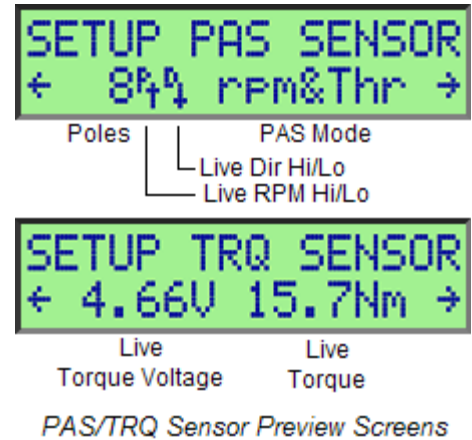 SETUP PAS SENSOR
← 8 rpm&Thr →
Poles PAS Mode
Live Dir Hi/Lo
Live RPM Hi/Lo
SETUP TRQ SENSOR
← 4.66V 15.7Nm →
Live Live
Torque Voltage Torque
PAS/TRQ Sensor Preview Screens